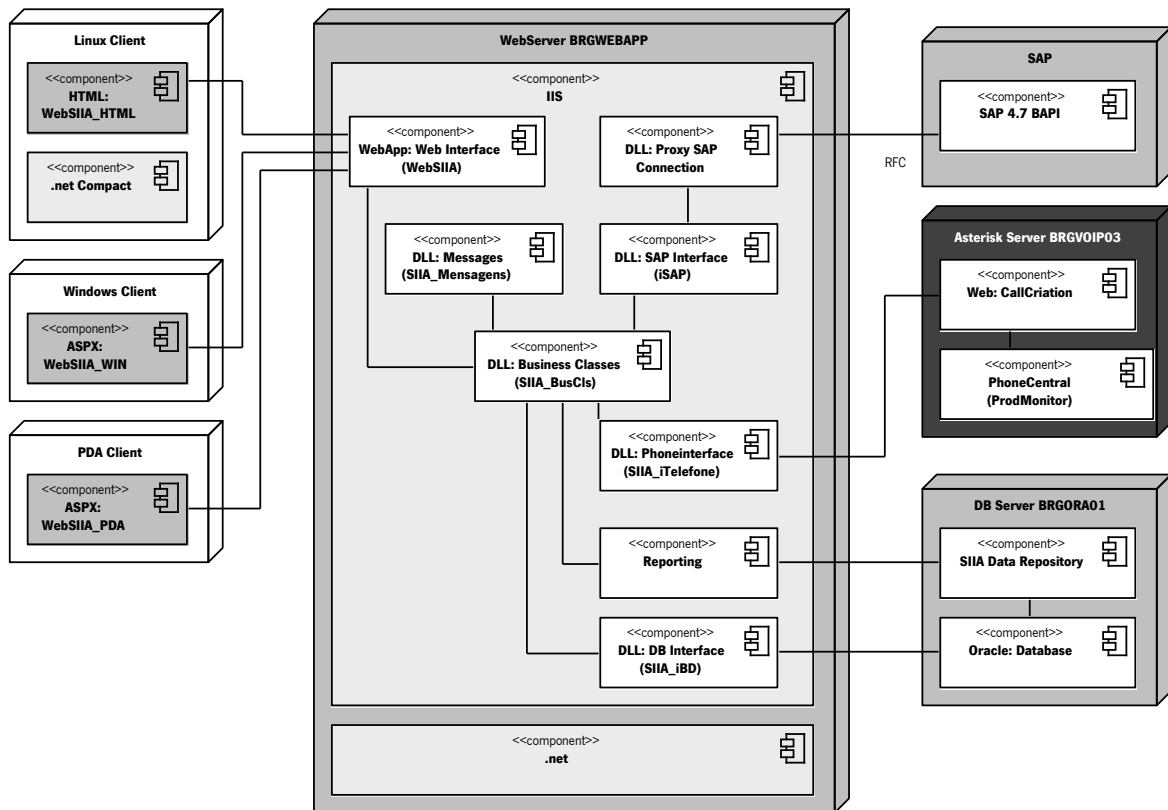 Linux Client
<<component>>
HTML:
WebSIIA_HTML
<<component>>
.net Compact
Windows Client
<<component>>
ASPX:
WebSIIA_WIN
PDA Client
<<component>>
ASPX:
WebSIIA_PDA
WebServer BRGWEBAPP
<<component>>
IIS
<<component>>
WebApp: Web Interface
(WebSIIA)
<<component>>
DLL: Proxy SAP
Connection
<<component>>
DLL: Messages
(SIIA_Mensagens)
<<component>>
DLL: SAP Interface
(iSAP)
<<component>>
DLL: Business Classes
(SIIA_BusCls)
<<component>>
DLL: Phoneinterface
(SIIA_iTelefone)
<<component>>
Reporting
<<component>>
DLL: DB Interface
(SIIA_iBD)
<<component>>
.net
RFC
SAP
<<component>>
SAP 4.7 BAPI
Asterisk Server BRGVOIP03
<<component>>
Web: CallCriation
<<component>>
PhoneCentral
(ProdMonitor)
DB Server BRGORA01
<<component>>
SIIA Data Repository
<<component>>
Oracle: Database